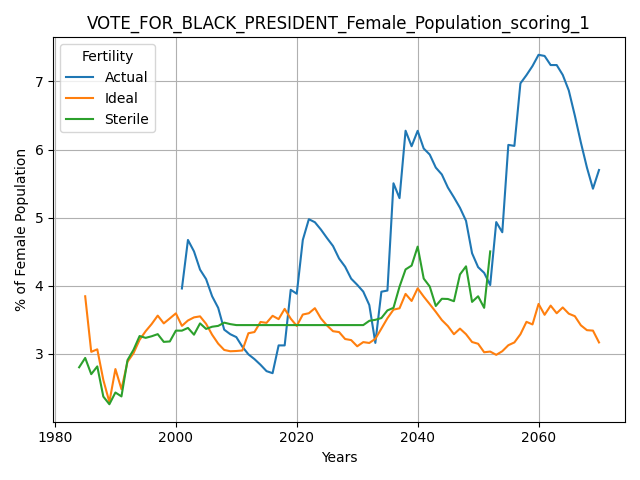 VOTE_FOR_BLACK_PRESIDENT_Female_Population_scoring_1
Fertility
Actual
Ideal
Sterile
% of Female Population
7
6
5
4
3
1980
2000
2020
2040
2060
Years